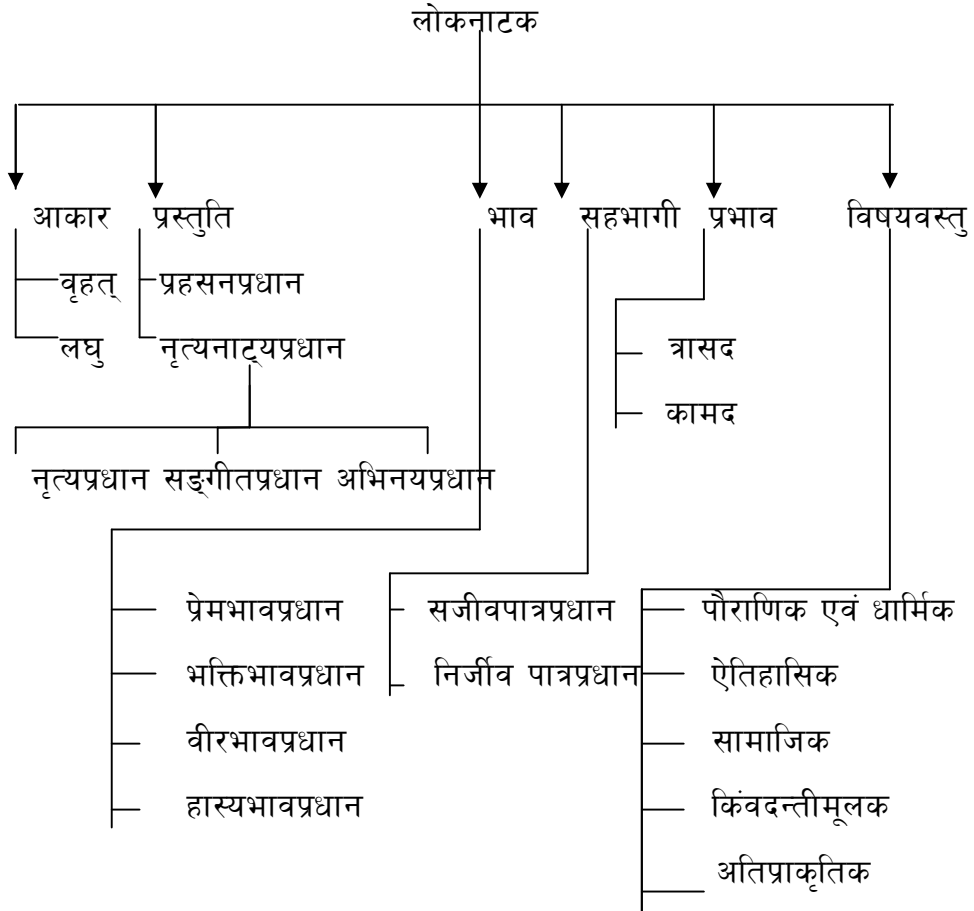 लोकनाटक
आकार प्रस्तुति भाव सहभागी प्रभाव विषयवस्तु
वृहत् प्रहसनप्रधान
लघु नृत्यनाट्यप्रधान त्रासद
कामद
नृत्यप्रधान सङ्गीतप्रधान अभिनयप्रधान
प्रेमभावप्रधान सजीवपात्रप्रधान पौराणिक एवं धार्मिक
भक्तिभावप्रधान निर्जीव पात्रप्रधान ऐतिहासिक
वीरभावप्रधान सामाजिक
हास्यभावप्रधान किंवदन्तीमूलक
अतिप्राकृतिक